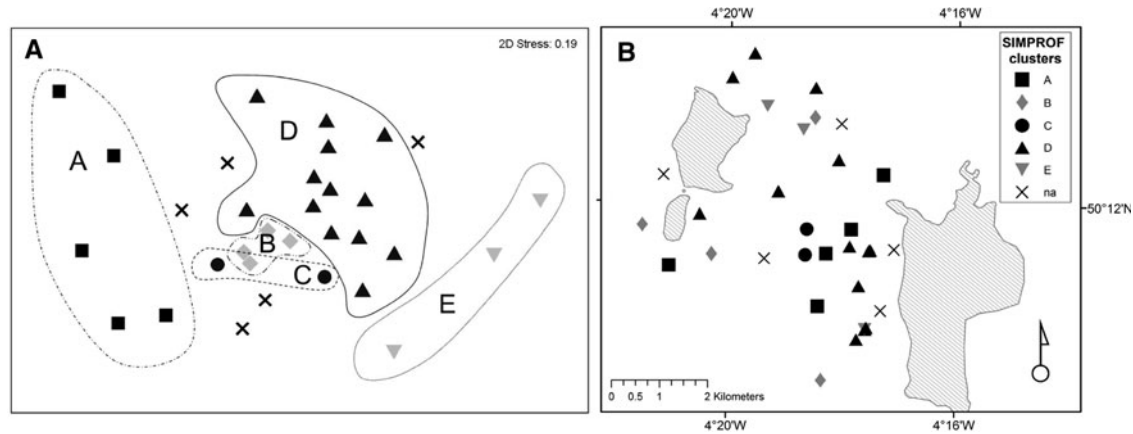 A
2D Stress: 0.19
A
D
B
C
E
4°20'W
4°16'W
B
SIMPROF
clusters
A
B
C
D
E
na
50°12'N
0 0.5 1 2 Kilometers
4°20'W
4°16'W